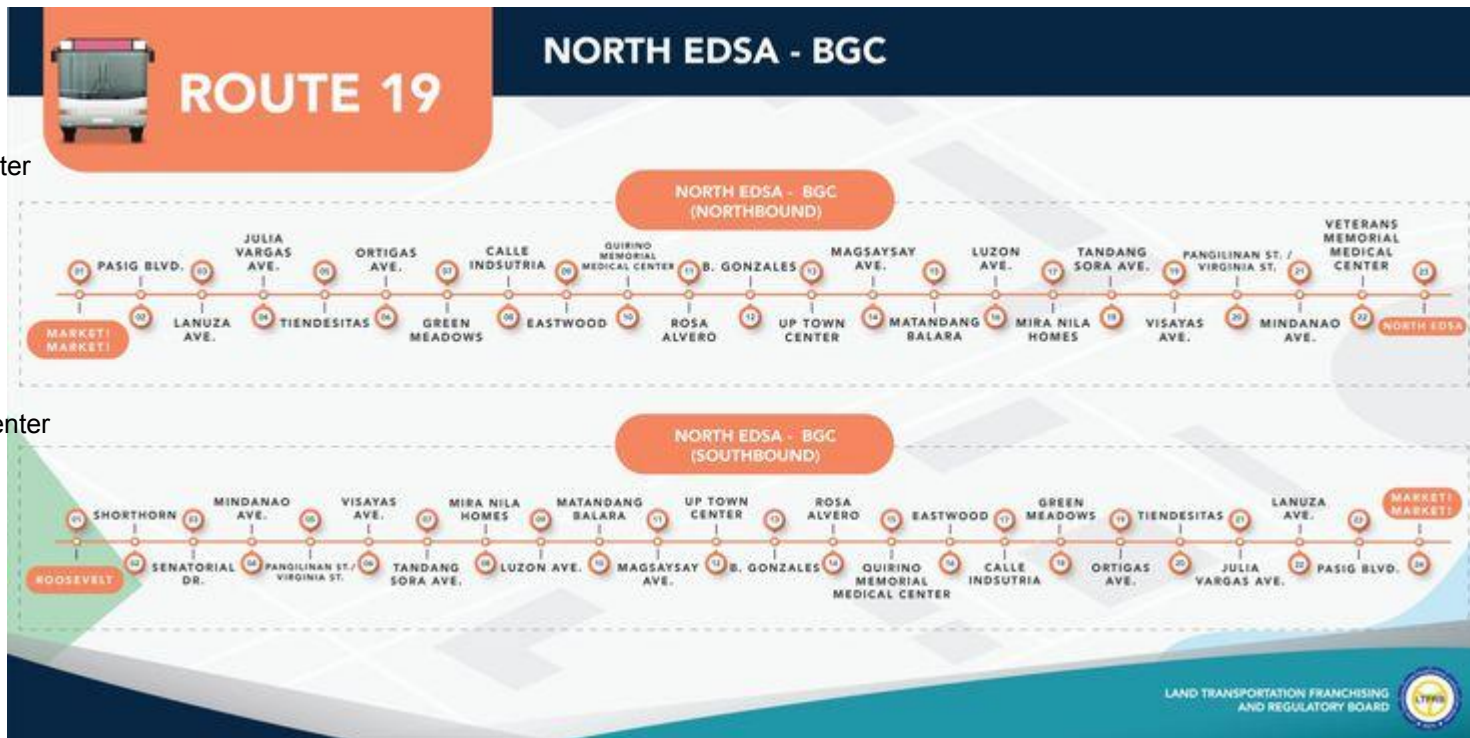 ROUTE 19
NORTH EDSA - BGC
ter
NORTH EDSA - BGC
(NORTHBOUND)
01
MARKET!
MARKET!
PASIG BLVD.
02
03
LANUZA
AVE.
JULIA
VARGAS
AVE.
04
05
TIENDESITAS
ORTIGAS
AVE.
06
07
GREEN
MEADOWS
CALLE
INDSUTRIA
08
09
EASTWOOD
QUIRINO
MEMORIAL
MEDICAL CENTER
10
11
ROSA
ALVERO
B. GONZALES
12
13
UP TOWN
CENTER
MAGSAYSAY
AVE.
14
15
MATANDANG
BALARA
LUZON
AVE.
16
17
MIRA NILA
HOMES
TANDANG
SORA AVE.
18
19
VISAYAS
AVE.
PANGILINAN ST. /
VIRGINIA ST.
20
21
MINDANAO
AVE.
VETERANS
MEMORIAL
MEDICAL
CENTER
22
23
NORTH EDSA
enter
NORTH EDSA - BGC
(SOUTHBOUND)
01
ROOSEVELT
SHORTHORN
02
03
SENATORIAL
DR.
MINDANAO
AVE.
04
05
PANGILINAN ST./
VIRGINIA ST.
VISAYAS
AVE.
06
07
TANDANG
SORA AVE.
MIRA NILA
HOMES
08
09
LUZON AVE.
MATANDANG
BALARA
10
11
MAGSAYSAY
AVE.
UP TOWN
CENTER
12
13
B. GONZALES
ROSA
ALVERO
14
15
QUIRINO
MEMORIAL
MEDICAL CENTER
EASTWOOD
16
17
CALLE
INDSUTRIA
GREEN
MEADOWS
18
19
ORTIGAS
AVE.
TIENDESITAS
20
21
JULIA
VARGAS AVE.
LANUZA
AVE.
22
23
PASIG BLVD.
MARKET!
MARKET!
24
LAND TRANSPORTATION FRANCHISING
AND REGULATORY BOARD
LTFRB